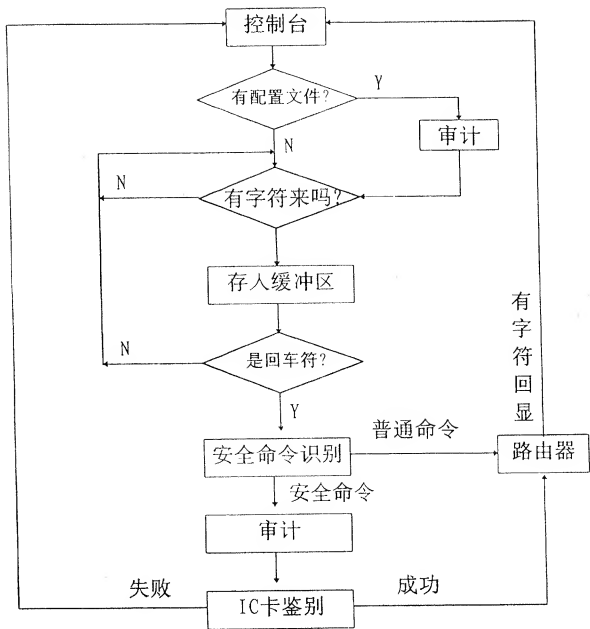 控制台
有配置文件?
Y
审计
N
N
有字符来吗?
存人缓冲区
N
是回车符?
Y
有字符回显
普通命令
安全命令识别
路由器
安全命令
审计
失败
成功
IC卡鉴别